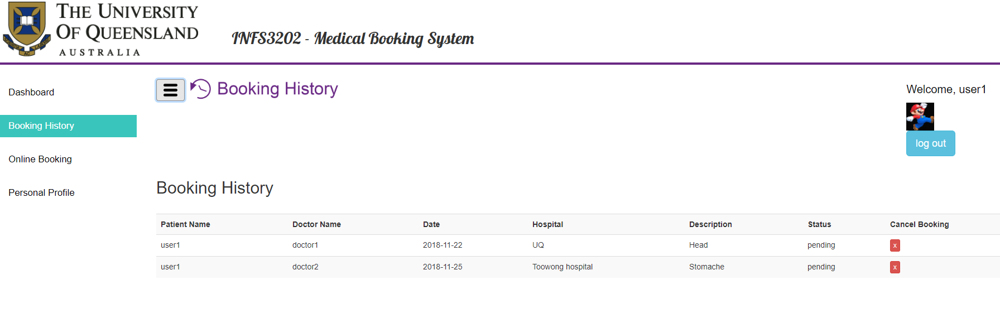 THE UNIVERSITY
OF QUEENSLAND
AUSTRALIA
INFS3202 - Medical Booking System
Dashboard
Booking History
Online Booking
Personal Profile
Booking History
Welcome, user1
log out
Booking History
Patient Name Doctor Name Date Hospital Description Status Cancel Booking
user1 doctor1 2018-11-22 UQ Head pending x
user1 doctor2 2018-11-25 Toowong hospital Stomache pending x